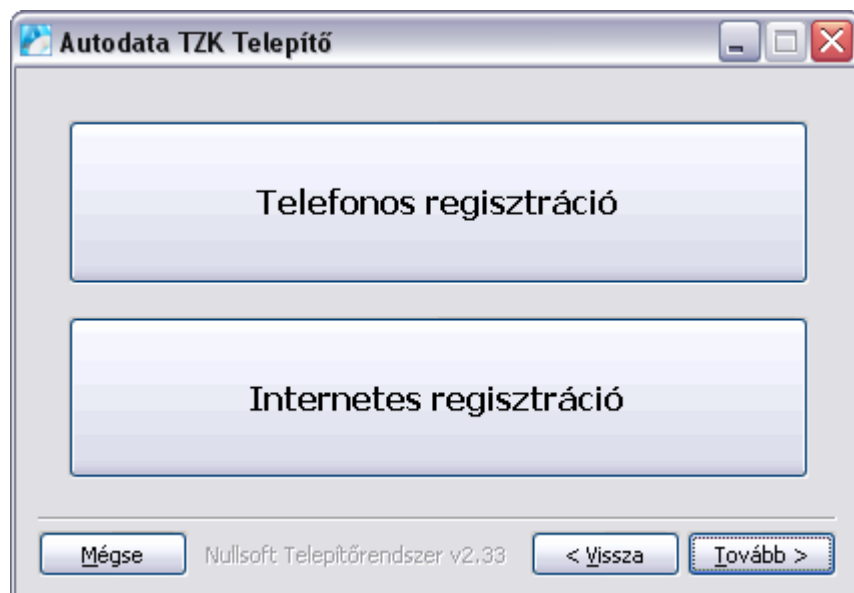 Autodata TZK Telepítő
Telefonos regisztráció
Internetes regisztráció
Mégse
Nullsoft Telepítőrendszer v2.33
< Vissza
Tovább >